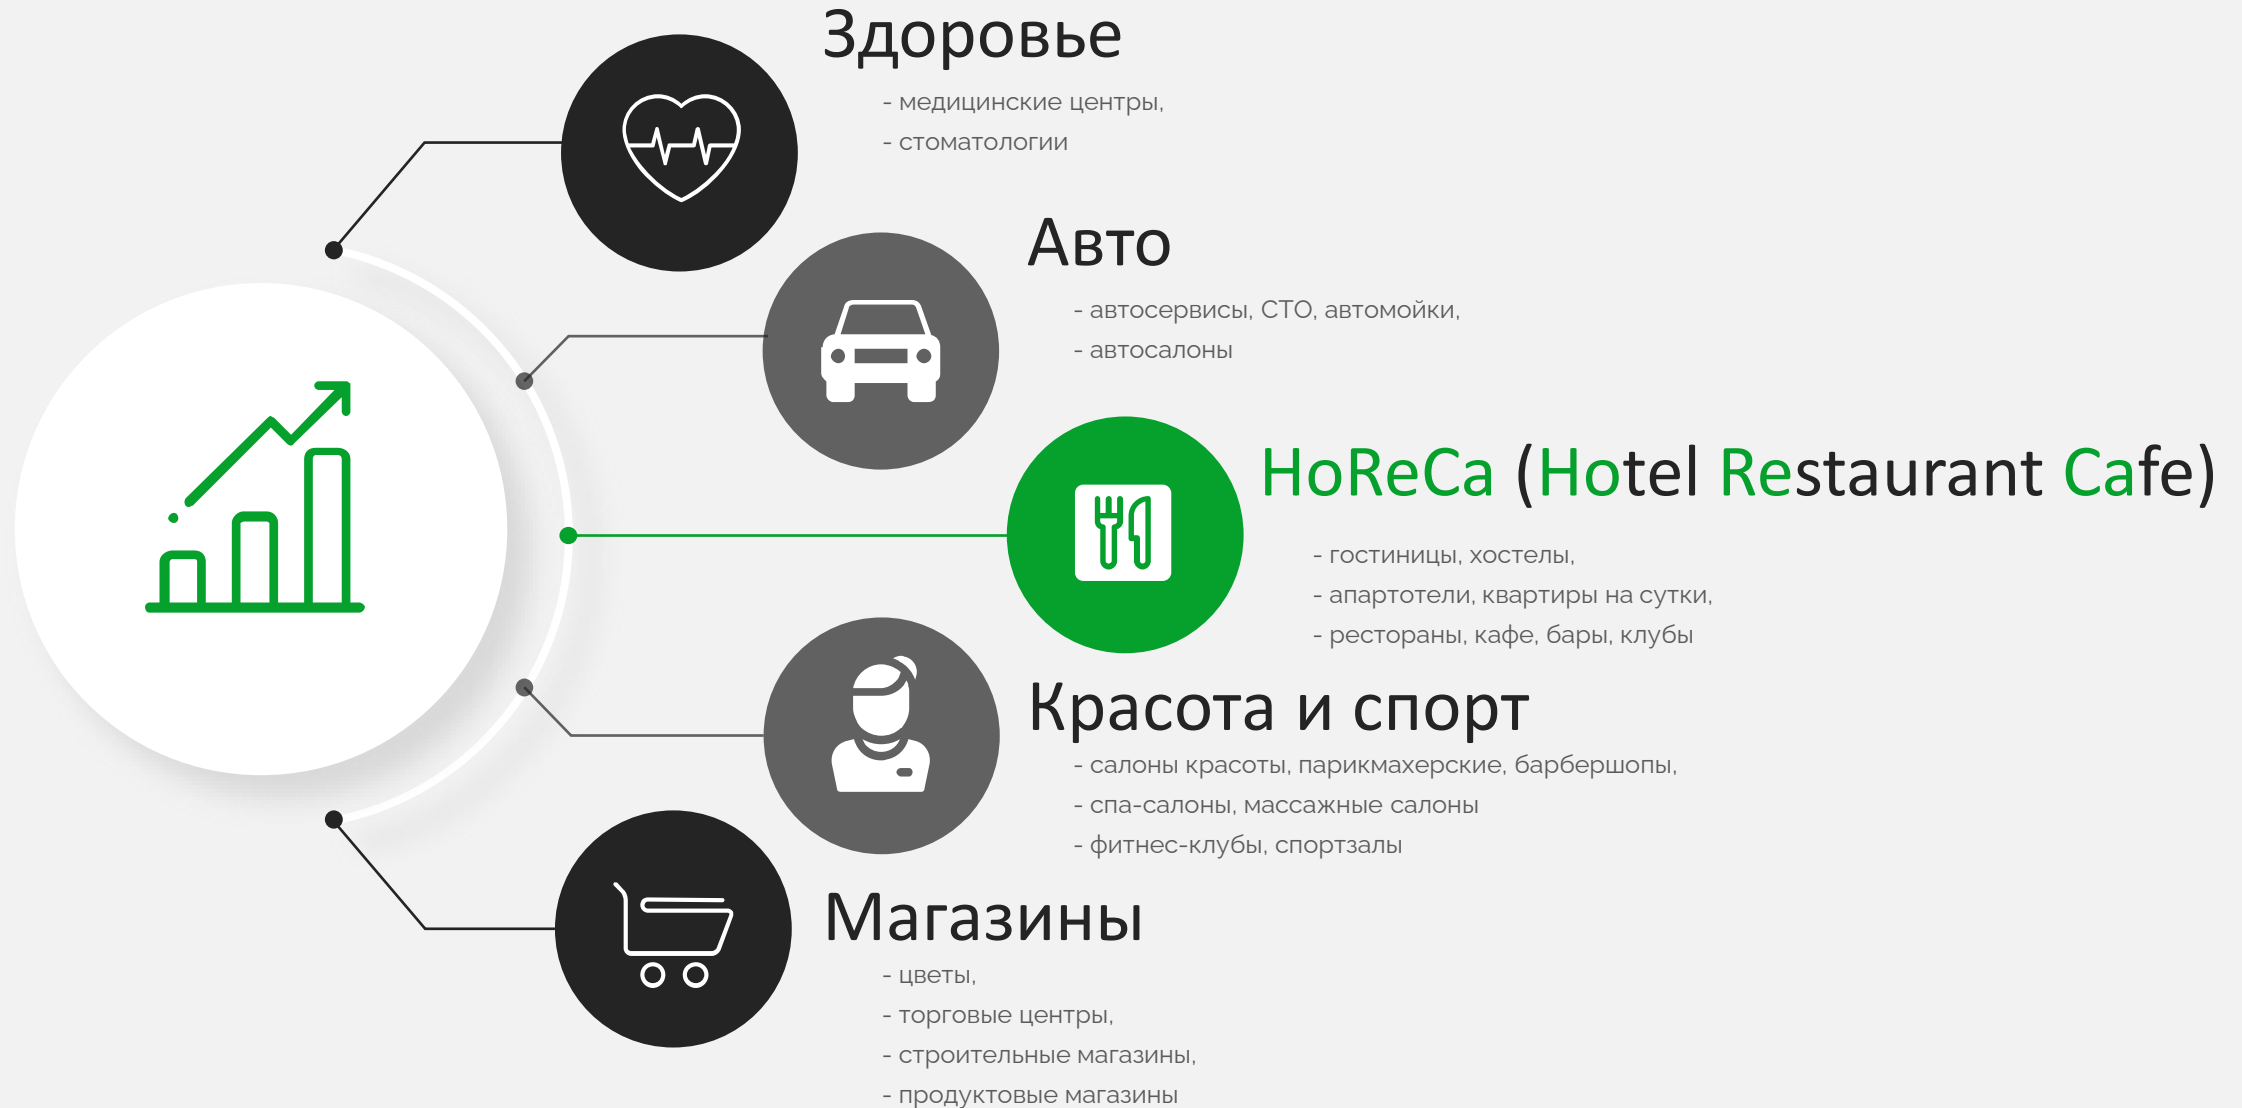 Здоровье
- медицинские центры,
- стоматологии
Авто
- автосервисы, СТО, автомойки,
- автосалоны
HoReCa (Hotel Restaurant Cafe)
- гостиницы, хостелы,
- апартотели, квартиры на сутки,
- рестораны, кафе, бары, клубы
Красота и спорт
- салоны красоты, парикмахерские, барбершопы,
- спа-салоны, массажные салоны
- фитнес-клубы, спортзалы
Магазины
- цветы,
- торговые центры,
- строительные магазины,
- продуктовые магазины